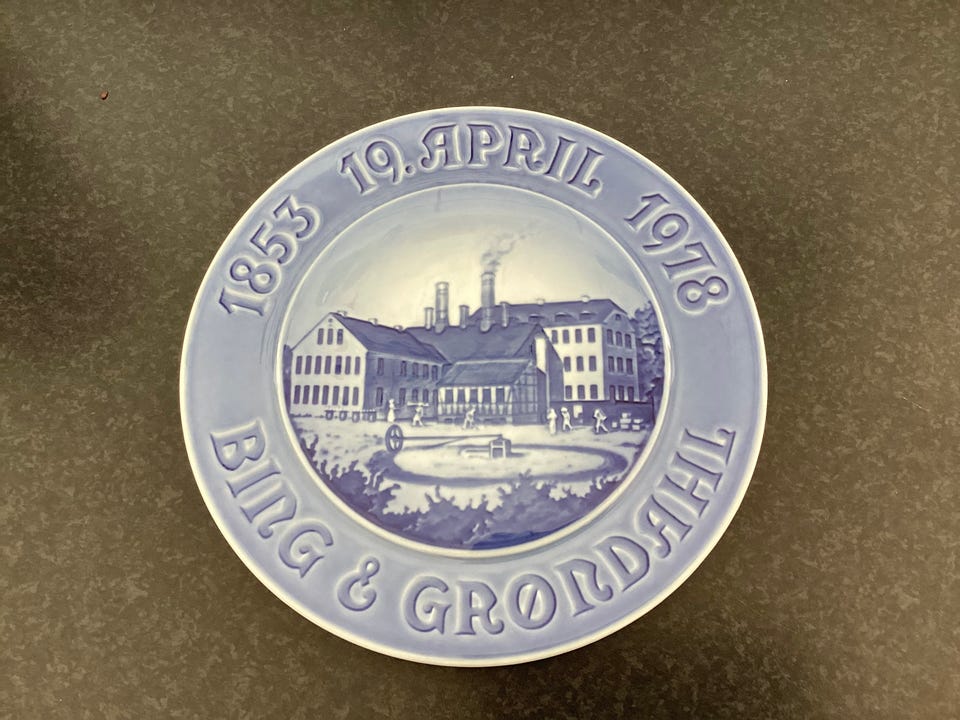 1853 19. APRIL 1978
BING & GRØNDAHL